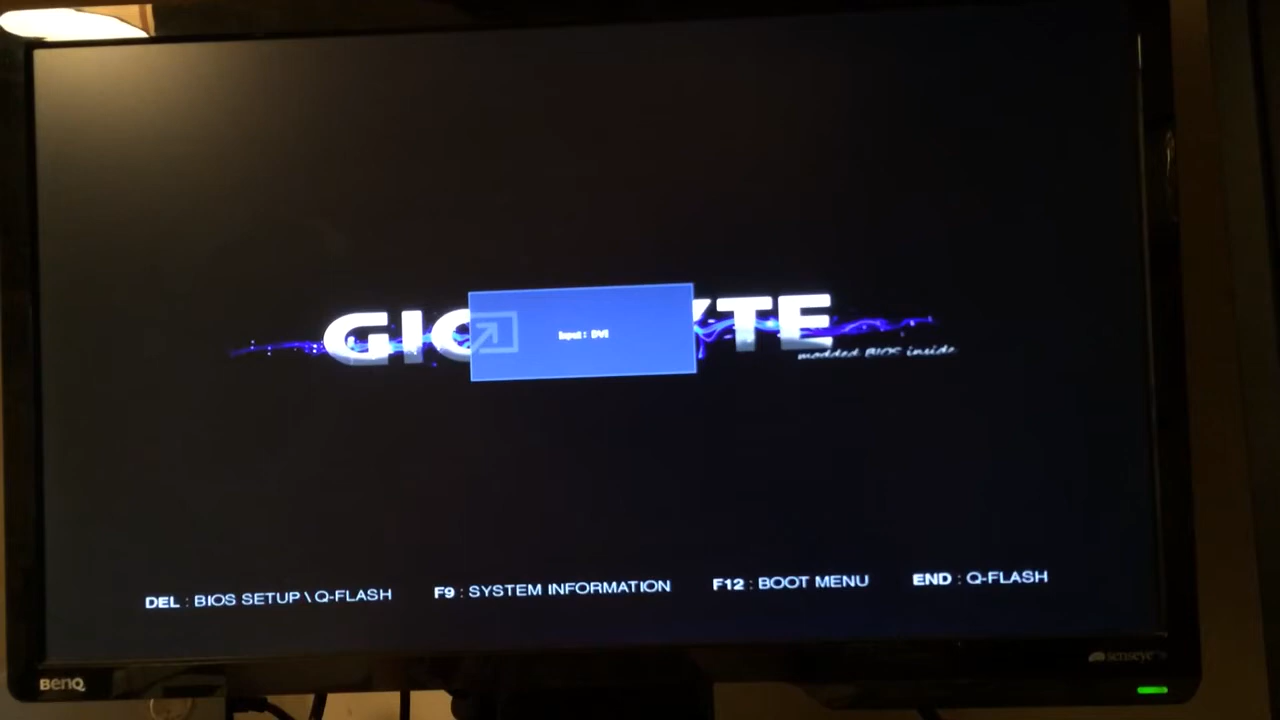 GIG
YTE
modded BIOS inside
Input: DVI
DEL : BIOS SETUP \ Q-FLASH
F9 : SYSTEM INFORMATION
F12 : BOOT MENU
END : Q-FLASH
BenQ
senseye